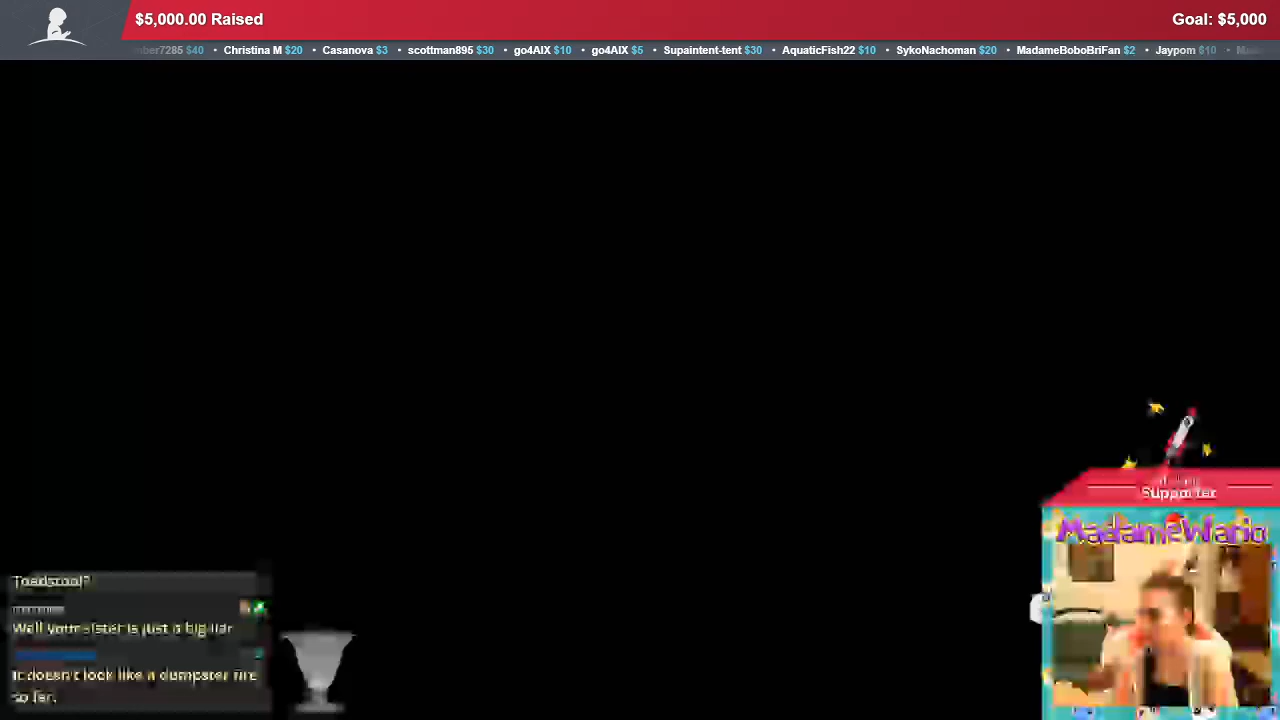 $5,000.00 Raised
Goal: $5,000
mber7285 $40 • Christina M $20 • Casanova $3 • scottman895 $30 • go4AIX $10 • go4AIX $5 • Supaintent-tent $30 • AquaticFish22 $10 • SykoNachoman $20 • MadameBoboBriFan $2 • Jaypom $10 •
Supporter
MadameWario
Toadstool?
Well your sister is just a big liar
It doesn't look like a dumpster fire
so far.